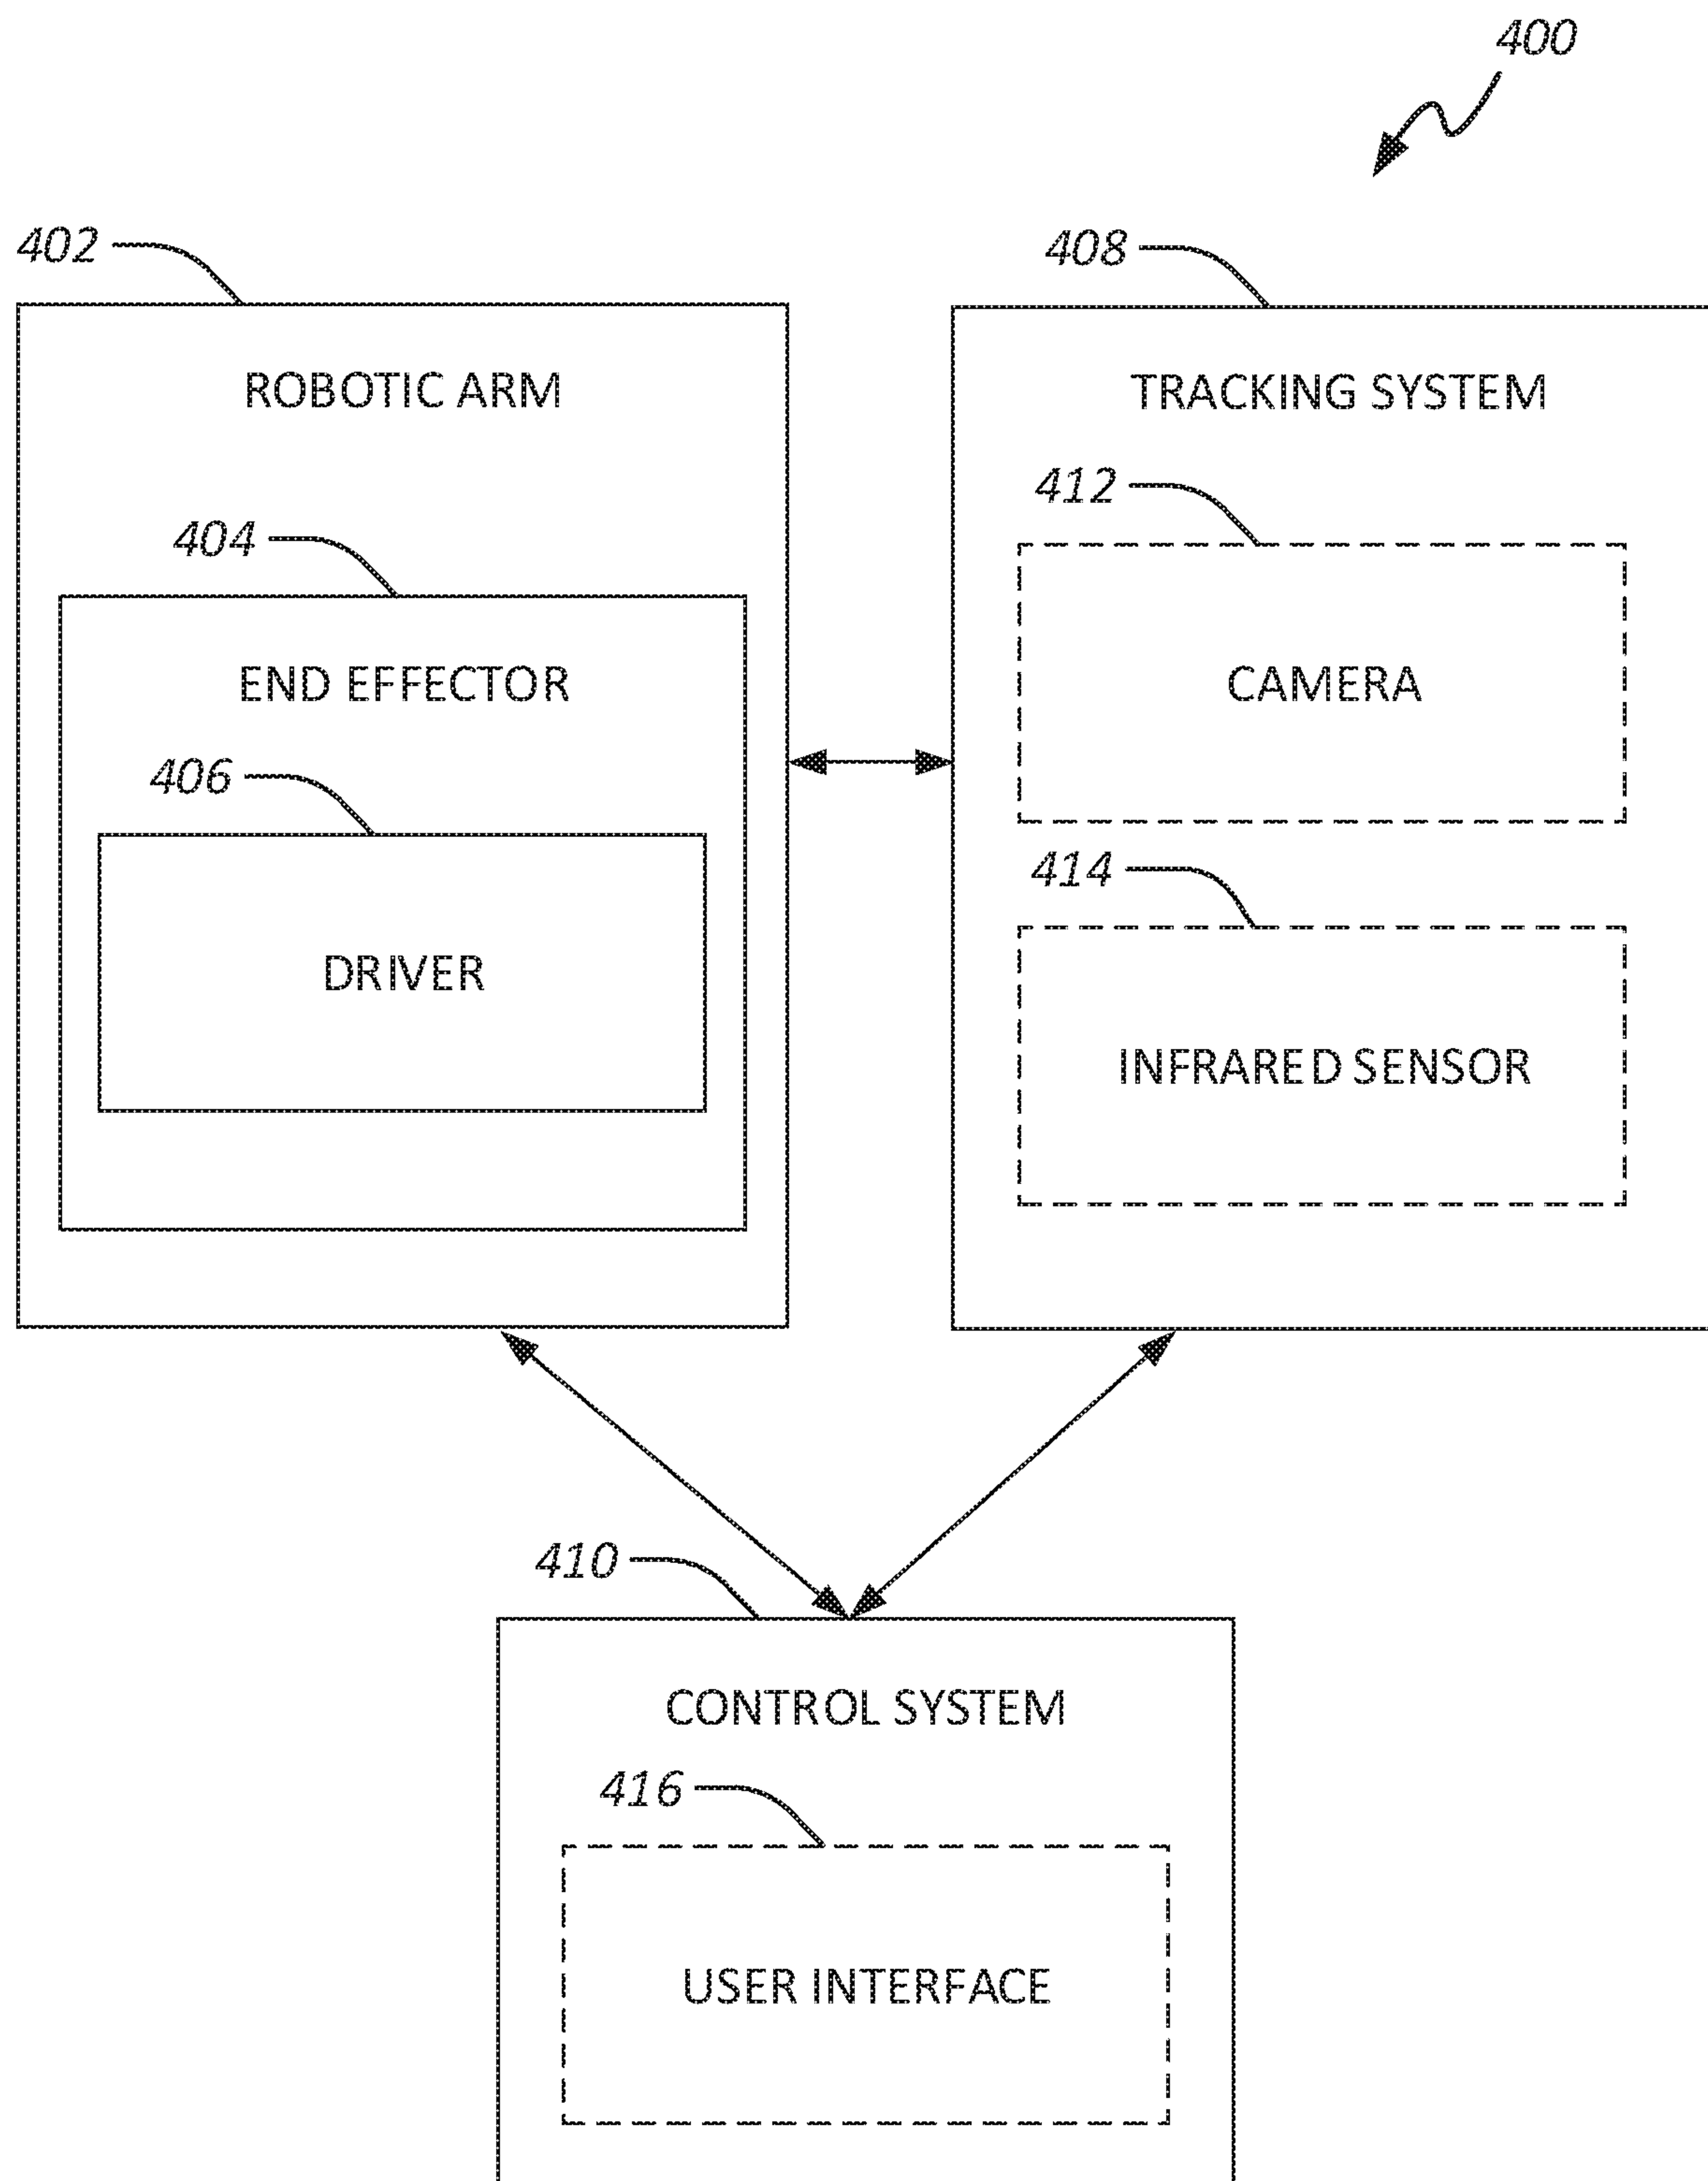 400
402
ROBOTIC ARM
404
END EFFECTOR
406
DRIVER
408
TRACKING SYSTEM
412
CAMERA
414
INFRARED SENSOR
410
CONTROL SYSTEM
416
USER INTERFACE